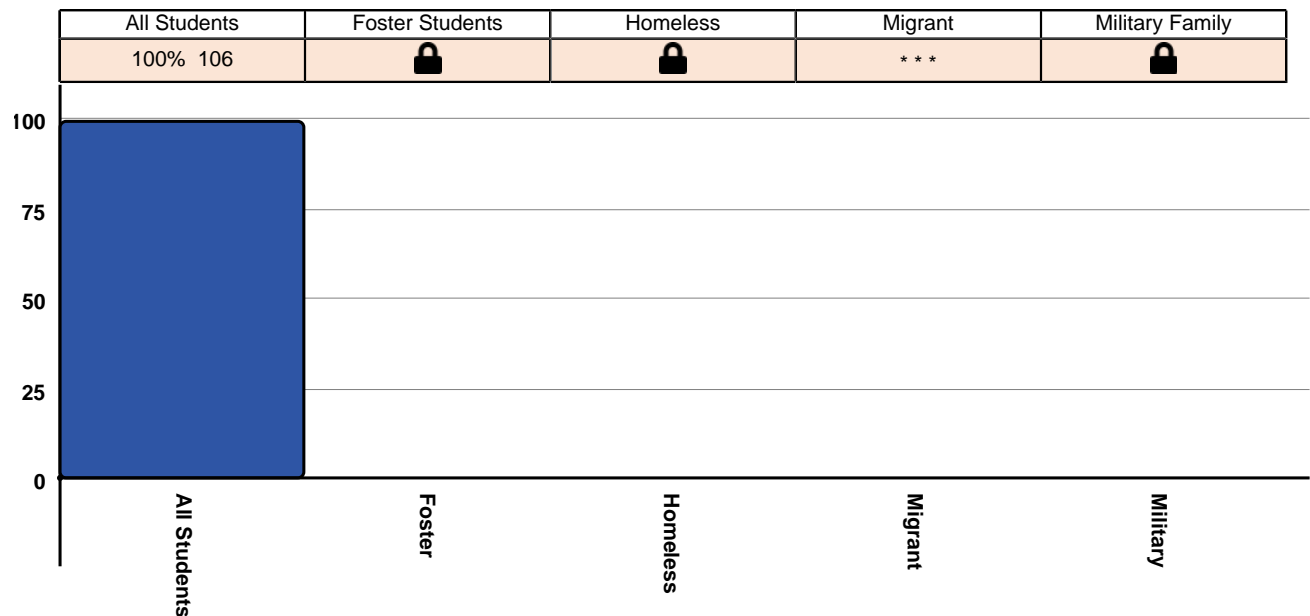 All Students Foster Students Homeless Migrant Military Family
100% 106 * * *
100
75
50
25
0
All Students Foster Homeless Migrant Military